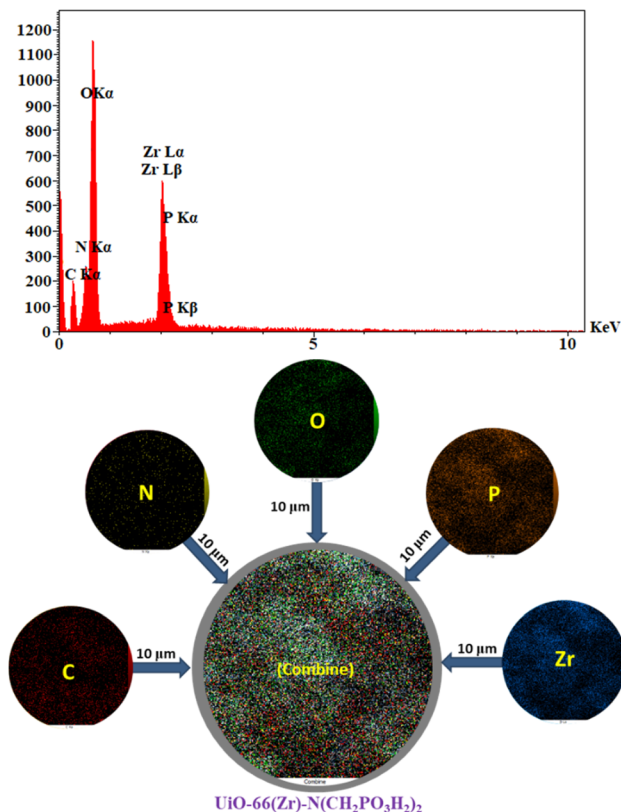 1200
1100
1000
900
800
700
600
500
400
300
200
100
0
OKα
Zr Lα
Zr Lβ
P Kα
N Kα
C Kα
P Kβ
0
5
10
KeV
O
N
P
10 µm
10 µm
10 µm
C
10 µm
(Combine)
10 µm
Zr
Combine
UiO-66(Zr)-N(CH₂PO₃H₂)₂